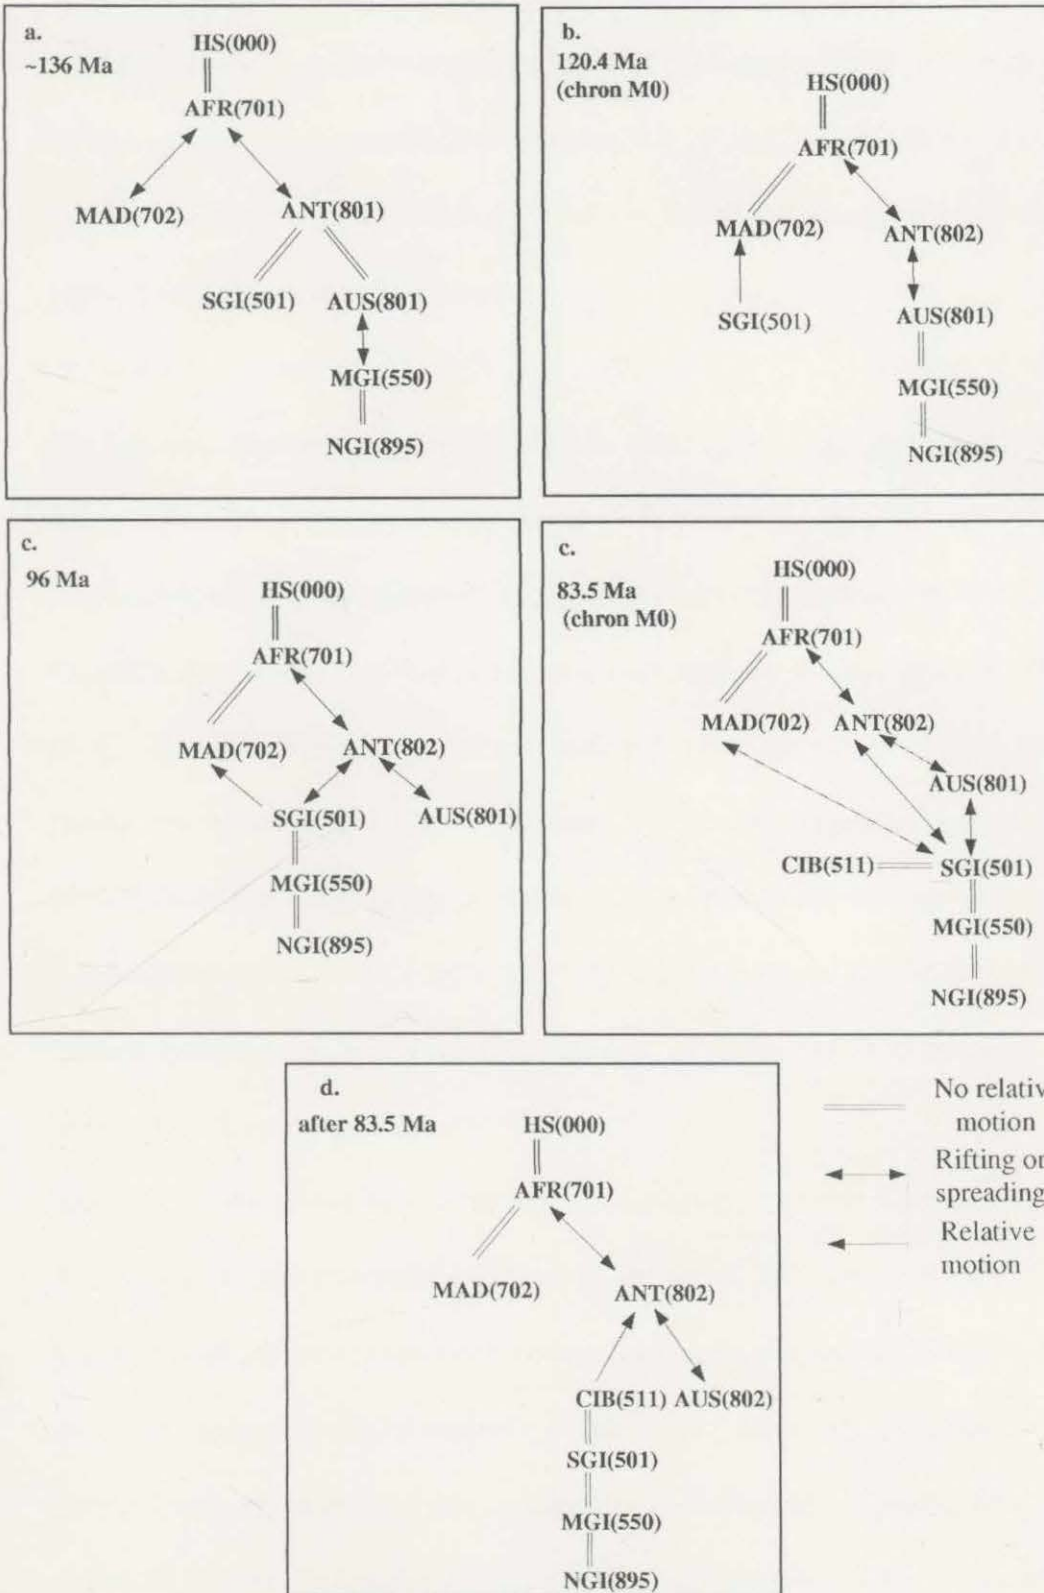 a.
~136 Ma
HS(000)
AFR(701)
MAD(702)
ANT(801)
SGI(501)
AUS(801)
MGI(550)
NGI(895)
b.
120.4 Ma
(chron M0)
HS(000)
AFR(701)
MAD(702)
ANT(802)
SGI(501)
AUS(801)
MGI(550)
NGI(895)
c.
96 Ma
HS(000)
AFR(701)
MAD(702)
ANT(802)
SGI(501)
AUS(801)
MGI(550)
NGI(895)
c.
83.5 Ma
(chron M0)
HS(000)
AFR(701)
MAD(702)
ANT(802)
AUS(801)
CIB(511)
SGI(501)
MGI(550)
NGI(895)
d.
after 83.5 Ma
HS(000)
AFR(701)
MAD(702)
ANT(802)
CIB(511) AUS(802)
SGI(501)
MGI(550)
NGI(895)
No relativ
motion
Rifting or
spreading
Relative
motion